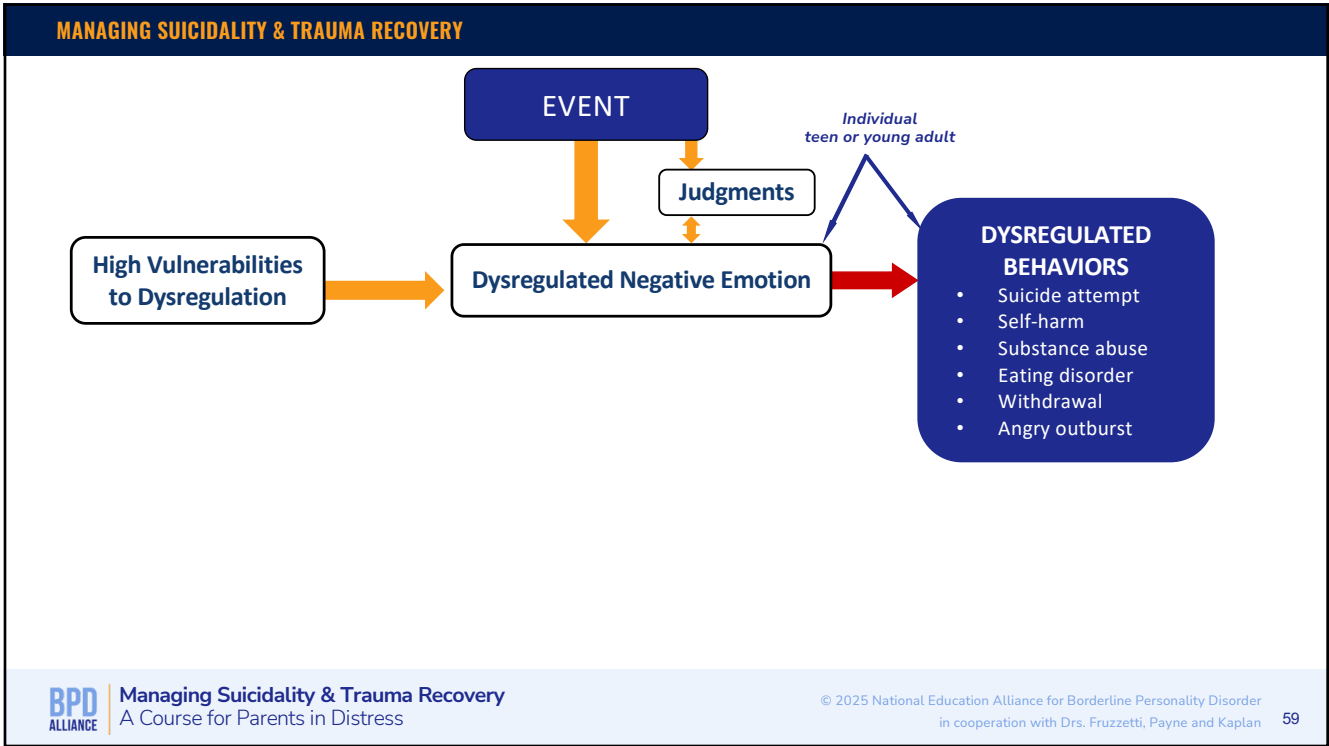 MANAGING SUICIDALITY & TRAUMA RECOVERY
EVENT
Individual
teen or young adult
Judgments
High Vulnerabilities
to Dysregulation
Dysregulated Negative Emotion
DYSREGULATED
BEHAVIORS
• Suicide attempt
• Self-harm
• Substance abuse
• Eating disorder
• Withdrawal
• Angry outburst
BPD
ALLIANCE
Managing Suicidality & Trauma Recovery
A Course for Parents in Distress
© 2025 National Education Alliance for Borderline Personality Disorder
in cooperation with Drs. Fruzzetti, Payne and Kaplan
59